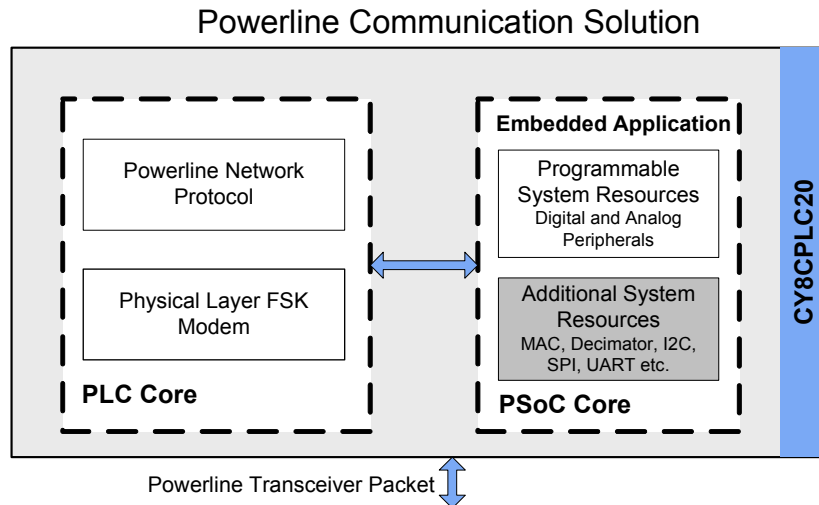 Powerline Communication Solution
Powerline Network
Protocol
Physical Layer FSK
Modem
PLC Core
Embedded Application
Programmable
System Resources
Digital and Analog
Peripherals
Additional System
Resources
MAC, Decimator, I2C,
SPI, UART etc.
PSoC Core
CY8CPLC20
Powerline Transceiver Packet